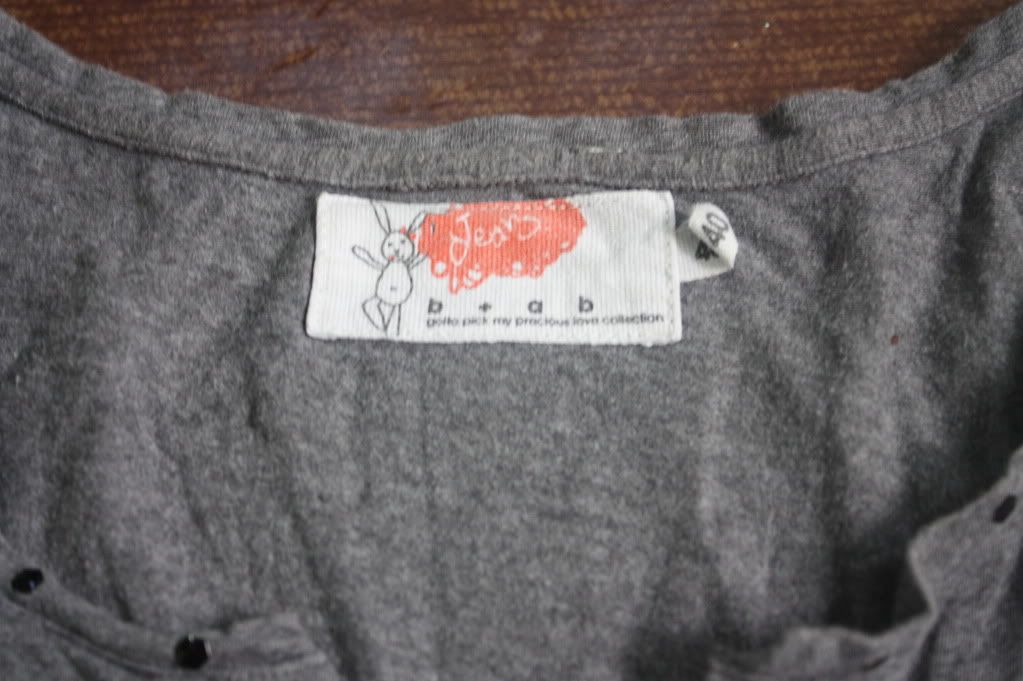 Jeans
b + a b
gotta pick my precious love collection
40